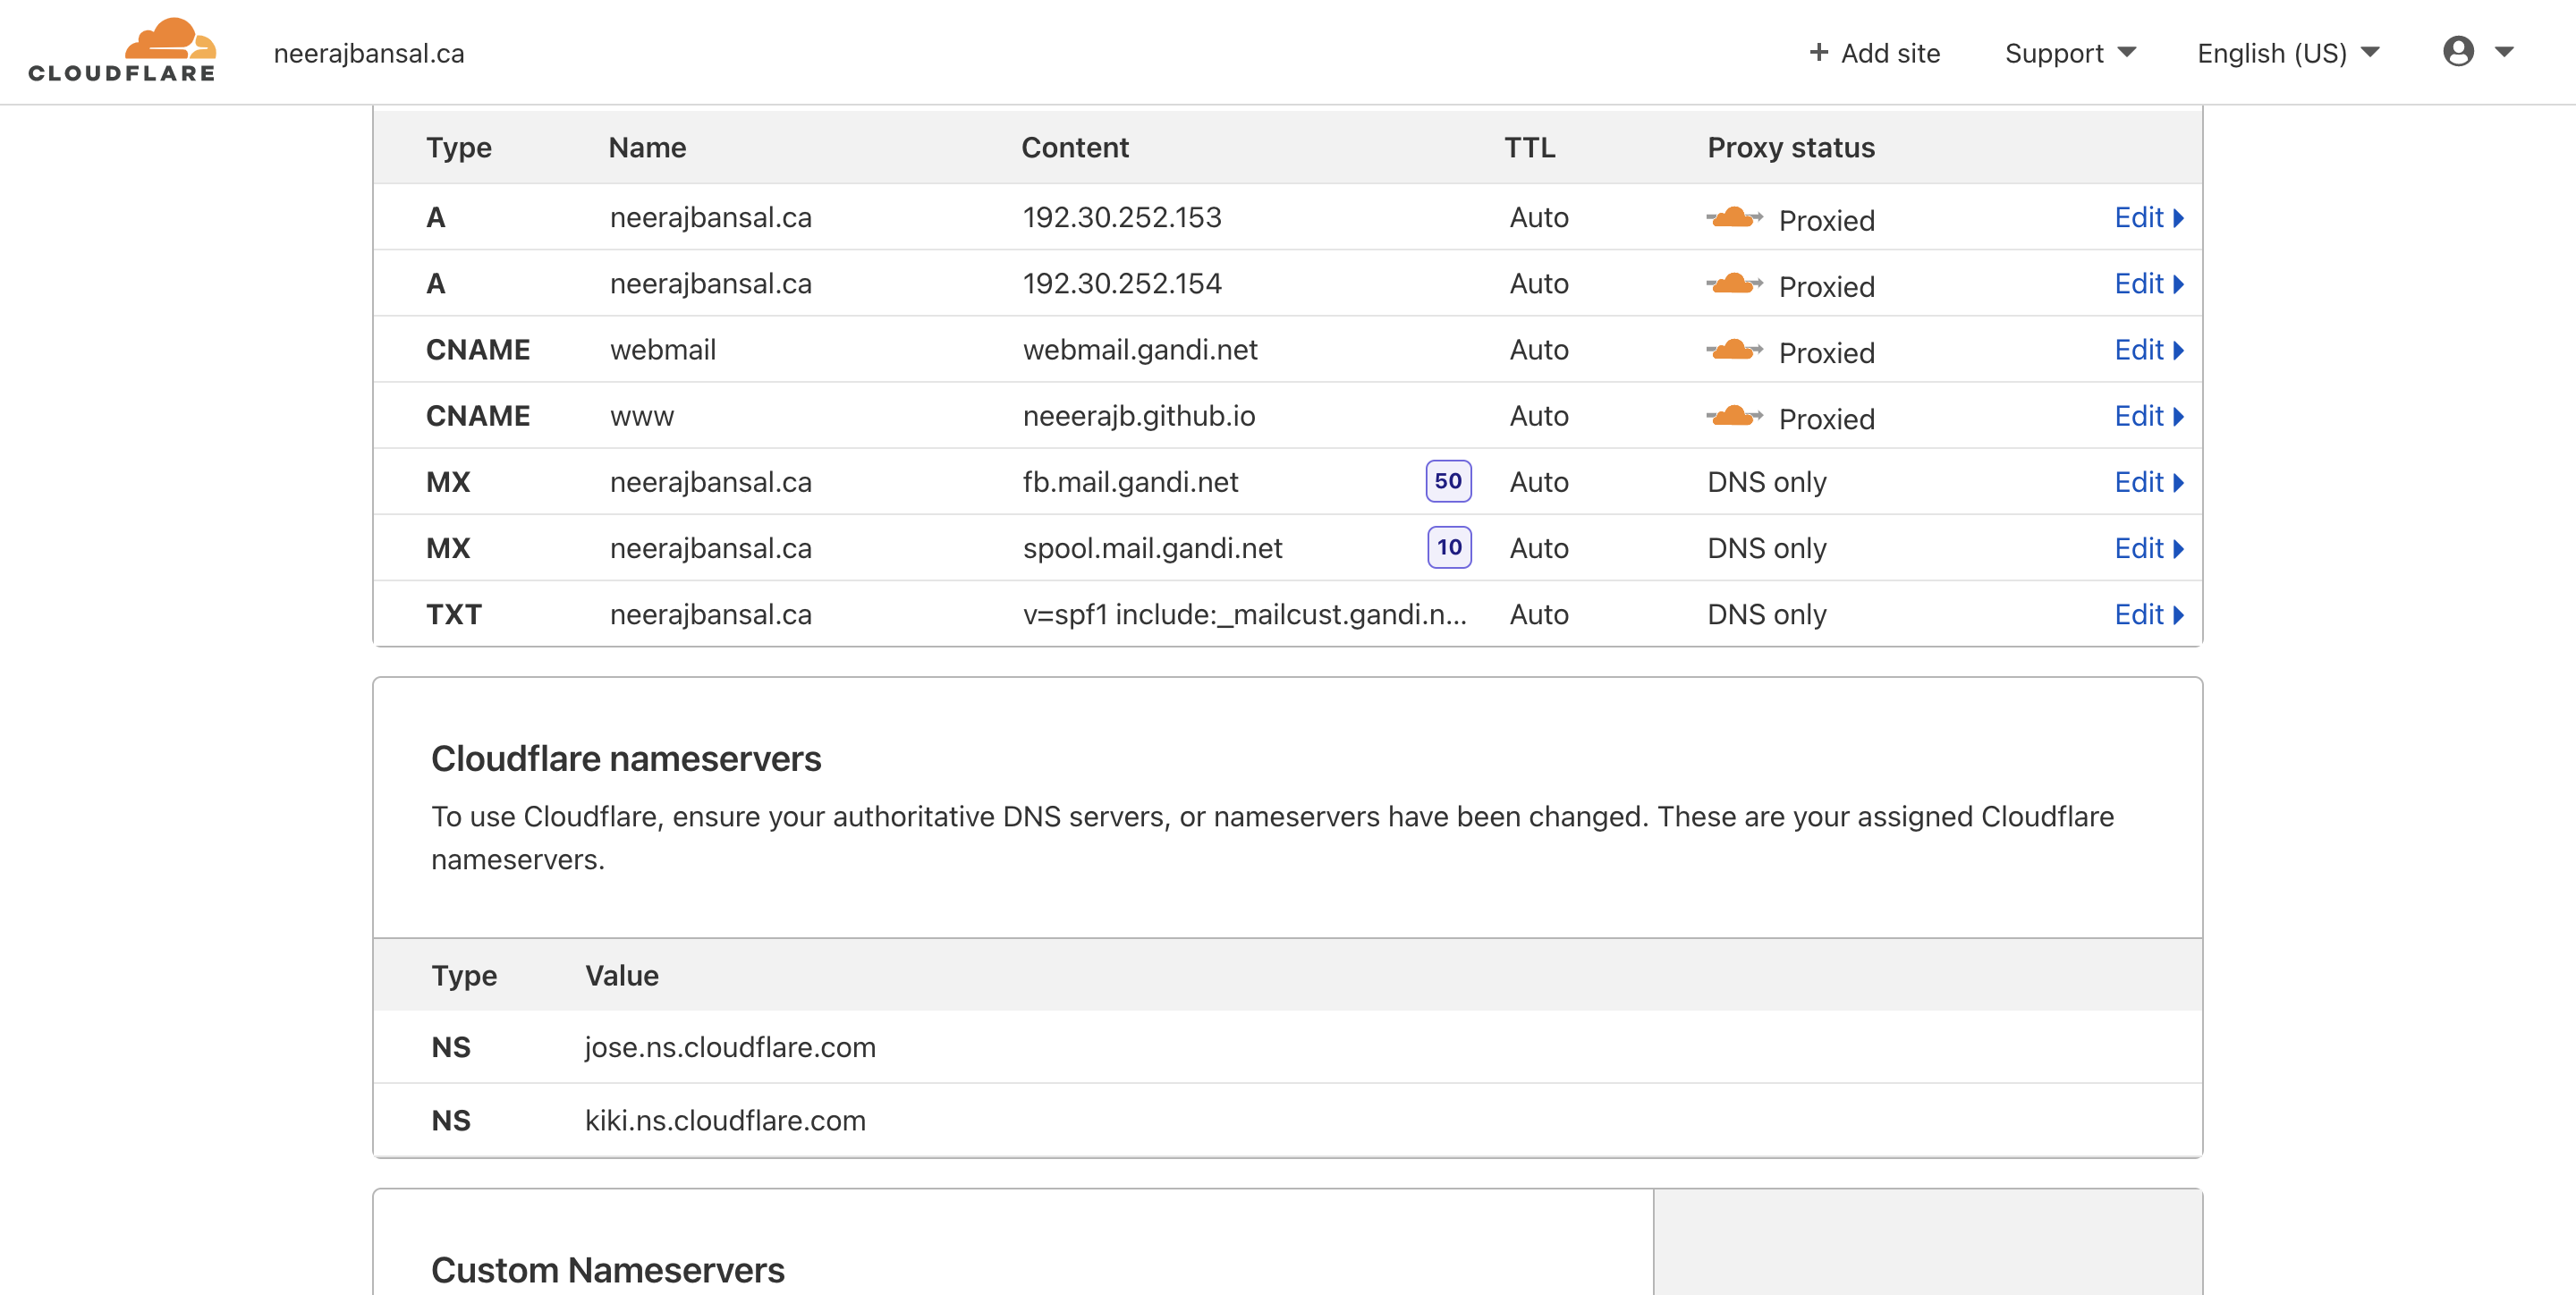 CLOUDFLARE neerajbansal.ca + Add site Support English (US)
Type Name Content TTL Proxy status
A neerajbansal.ca 192.30.252.153 Auto Proxied Edit
A neerajbansal.ca 192.30.252.154 Auto Proxied Edit
CNAME webmail webmail.gandi.net Auto Proxied Edit
CNAME www neeerajb.github.io Auto Proxied Edit
MX neerajbansal.ca fb.mail.gandi.net 50 Auto DNS only Edit
MX neerajbansal.ca spool.mail.gandi.net 10 Auto DNS only Edit
TXT neerajbansal.ca v=spf1 include:_mailcust.gandi.n... Auto DNS only Edit
Cloudflare nameservers
To use Cloudflare, ensure your authoritative DNS servers, or nameservers have been changed. These are your assigned Cloudflare
nameservers.
Type Value
NS jose.ns.cloudflare.com
NS kiki.ns.cloudflare.com
Custom Nameservers